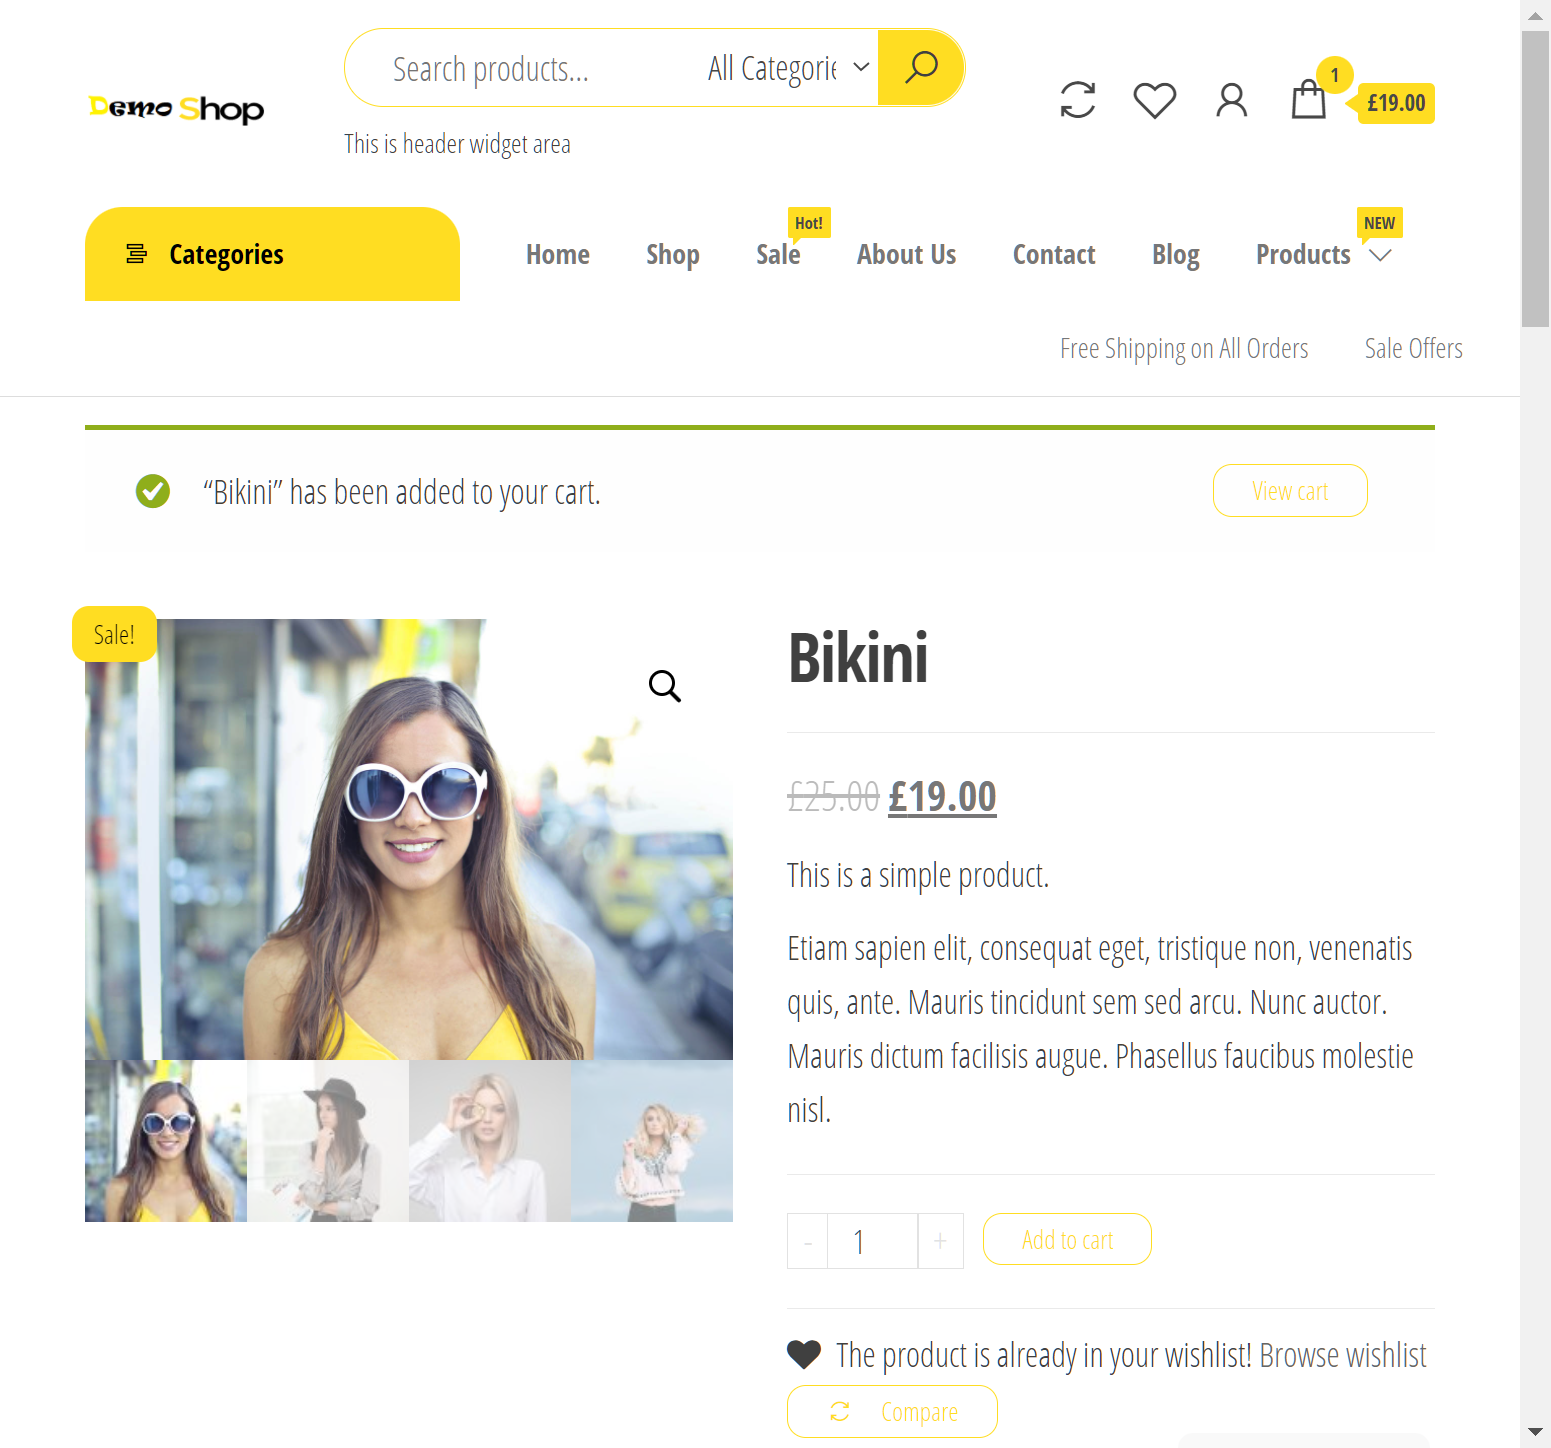 Demo Shop
Search products...
All Categorie
1
£19.00
This is header widget area
Categories
Home
Shop
Sale
Hot!
About Us
Contact
Blog
Products
NEW
Free Shipping on All Orders
Sale Offers
“Bikini” has been added to your cart.
View cart
Sale!
Bikini
£25.00 £19.00
This is a simple product.
Etiam sapien elit, consequat eget, tristique non, venenatis
quis, ante. Mauris tincidunt sem sed arcu. Nunc auctor.
Mauris dictum facilisis augue. Phasellus faucibus molestie
nisl.
- 1 +
Add to cart
The product is already in your wishlist! Browse wishlist
Compare